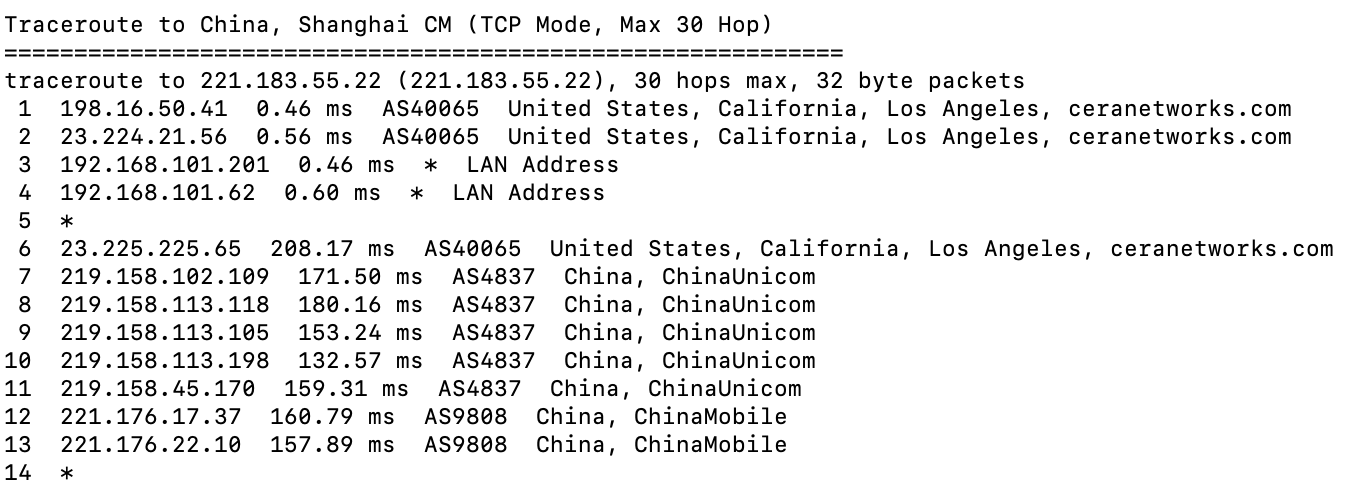 Traceroute to China, Shanghai CM (TCP Mode, Max 30 Hop)
============================================================
traceroute to 221.183.55.22 (221.183.55.22), 30 hops max, 32 byte packets
 1  198.16.50.41  0.46 ms  AS40065  United States, California, Los Angeles, ceranetworks.com
 2  23.224.21.56  0.56 ms  AS40065  United States, California, Los Angeles, ceranetworks.com
 3  192.168.101.201  0.46 ms  *  LAN Address
 4  192.168.101.62  0.60 ms  *  LAN Address
 5  *
 6  23.225.225.65  208.17 ms  AS40065  United States, California, Los Angeles, ceranetworks.com
 7  219.158.102.109  171.50 ms  AS4837  China, ChinaUnicom
 8  219.158.113.118  180.16 ms  AS4837  China, ChinaUnicom
 9  219.158.113.105  153.24 ms  AS4837  China, ChinaUnicom
10  219.158.113.198  132.57 ms  AS4837  China, ChinaUnicom
11  219.158.45.170  159.31 ms  AS4837  China, ChinaUnicom
12  221.176.17.37  160.79 ms  AS9808  China, ChinaMobile
13  221.176.22.10  157.89 ms  AS9808  China, ChinaMobile
14  *